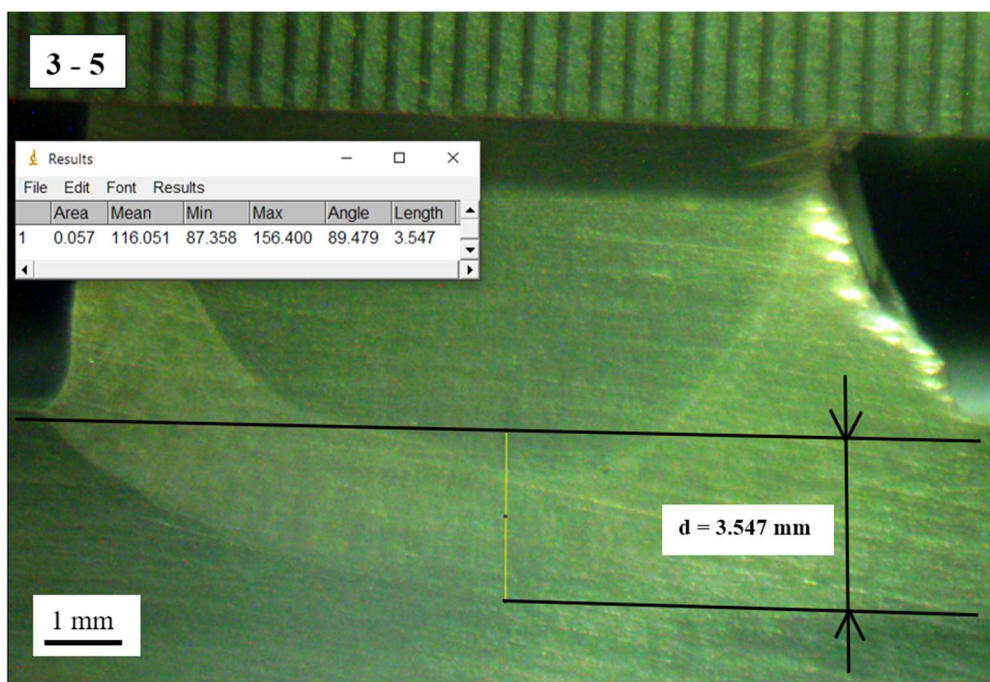 3 - 5
Results
File Edit Font Results
Area Mean Min Max Angle Length
1 0.057 116.051 87.358 156.400 89.479 3.547
d = 3.547 mm
1 mm